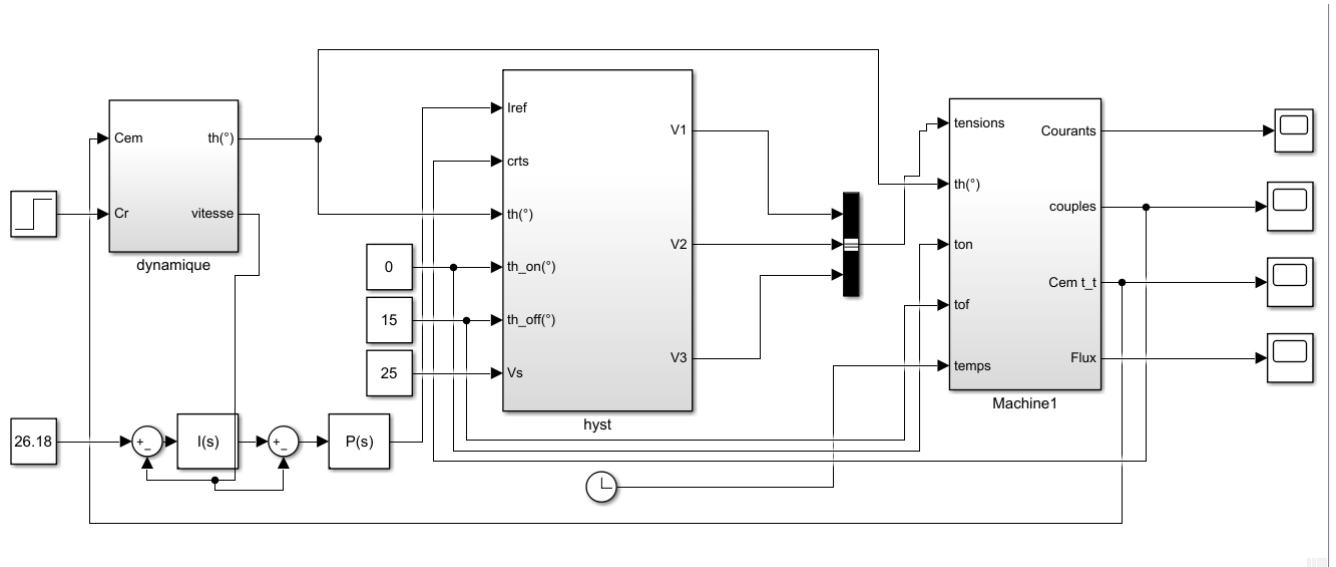 Cem
th(°)
Cr
vitesse
dynamique
Iref
crts
th(°)
th_on(°)
th_off(°)
Vs
V1
V2
V3
hyst
0
15
25
tensions
th(°)
ton
tof
temps
Courants
couples
Cem t_t
Flux
Machine1
26.18
+
_
I(s)
+
_
P(s)